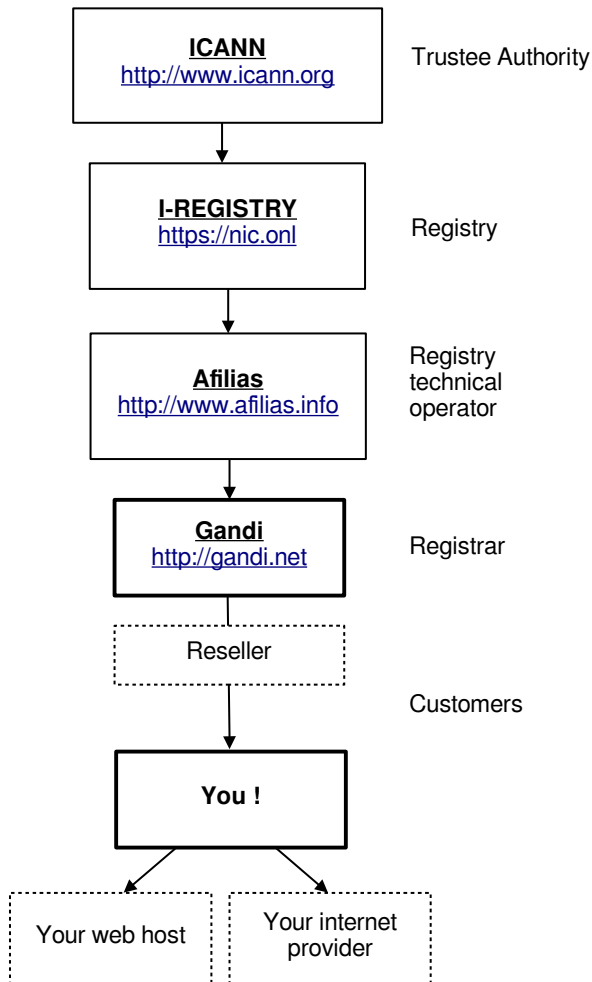 ICANN
http://www.icann.org
Trustee Authority
I-REGISTRY
https://nic.onl
Registry
Afilias
http://www.afilias.info
Registry
technical
operator
Gandi
http://gandi.net
Registrar
Reseller
Customers
You !
Your web host
Your internet
provider